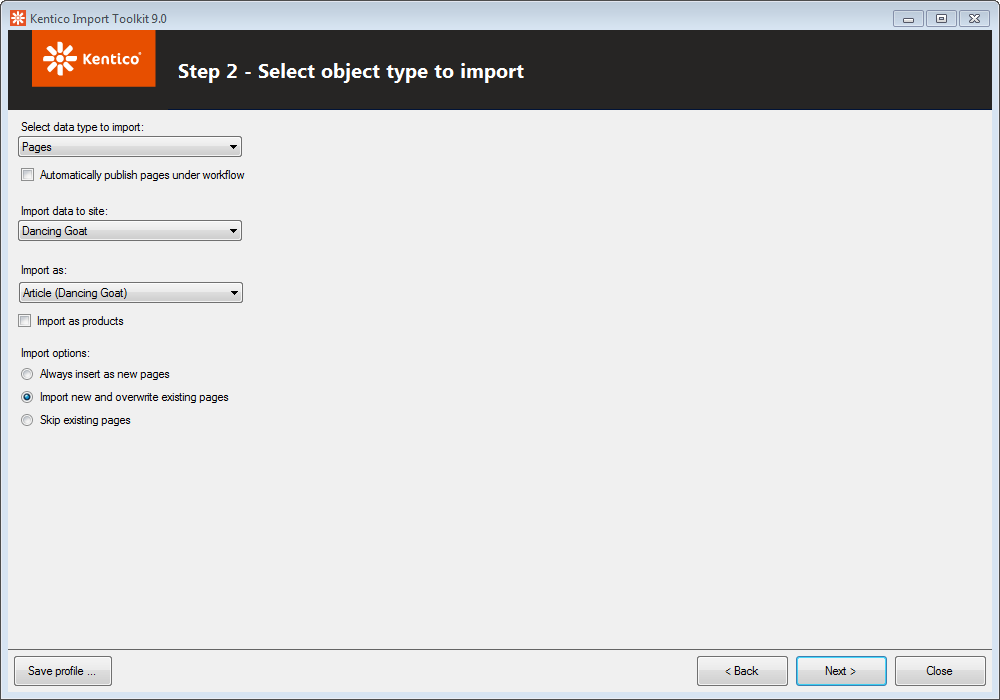 Kentico Import Toolkit 9.0
Kentico
Step 2 - Select object type to import
Select data type to import:
Pages
Automatically publish pages under workflow
Import data to site:
Dancing Goat
Import as:
Article (Dancing Goat)
Import as products
Import options:
Always insert as new pages
Import new and overwrite existing pages
Skip existing pages
Save profile ...
< Back
Next >
Close